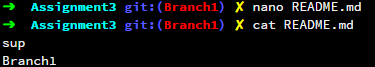 ➜ Assignment3 git:(Branch1) ✗ nano README.md
➜ Assignment3 git:(Branch1) ✗ cat README.md
sup
Branch1